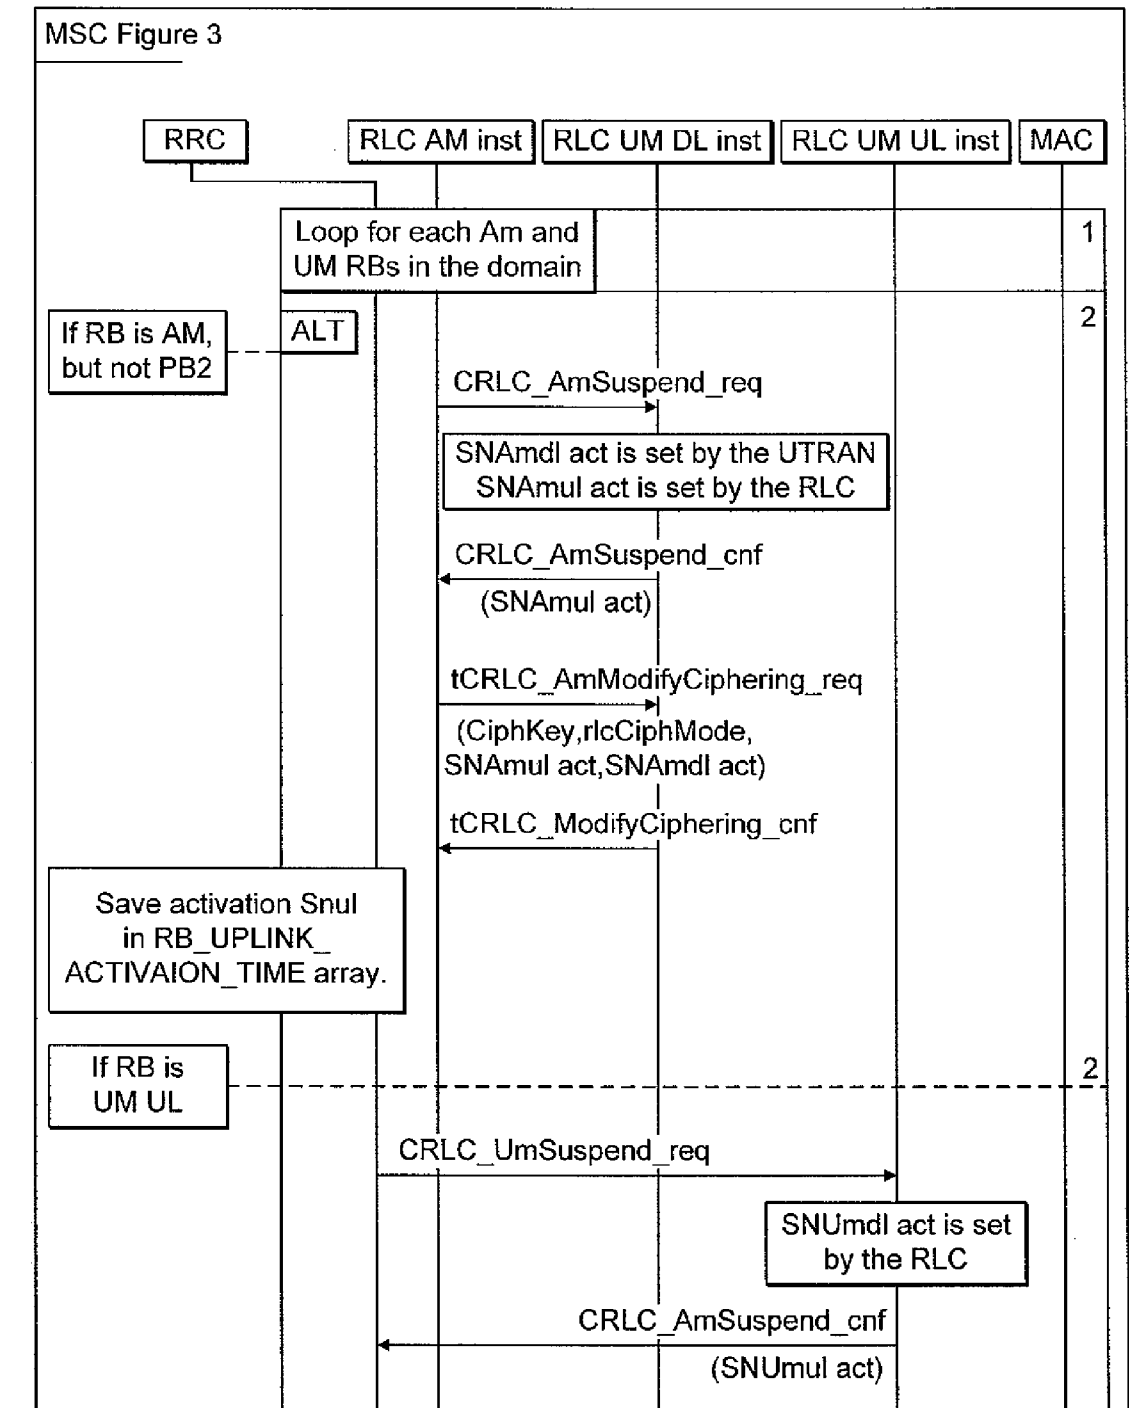 MSC Figure 3
RRC
RLC AM inst
RLC UM DL inst
RLC UM UL inst
MAC
Loop for each Am and
UM RBs in the domain
1
If RB is AM,
but not PB2
ALT
2
CRLC_AmSuspend_req
SNAmdl act is set by the UTRAN
SNAmul act is set by the RLC
CRLC_AmSuspend_cnf
(SNAmul act)
tCRLC_AmModifyCiphering_req
(CiphKey,rlcCiphMode,
SNAmul act,SNAmdl act)
tCRLC_ModifyCiphering_cnf
Save activation Snul
in RB_UPLINK_
ACTIVAION_TIME array.
If RB is
UM UL
2
CRLC_UmSuspend_req
SNUmdl act is set
by the RLC
CRLC_AmSuspend_cnf
(SNUmul act)